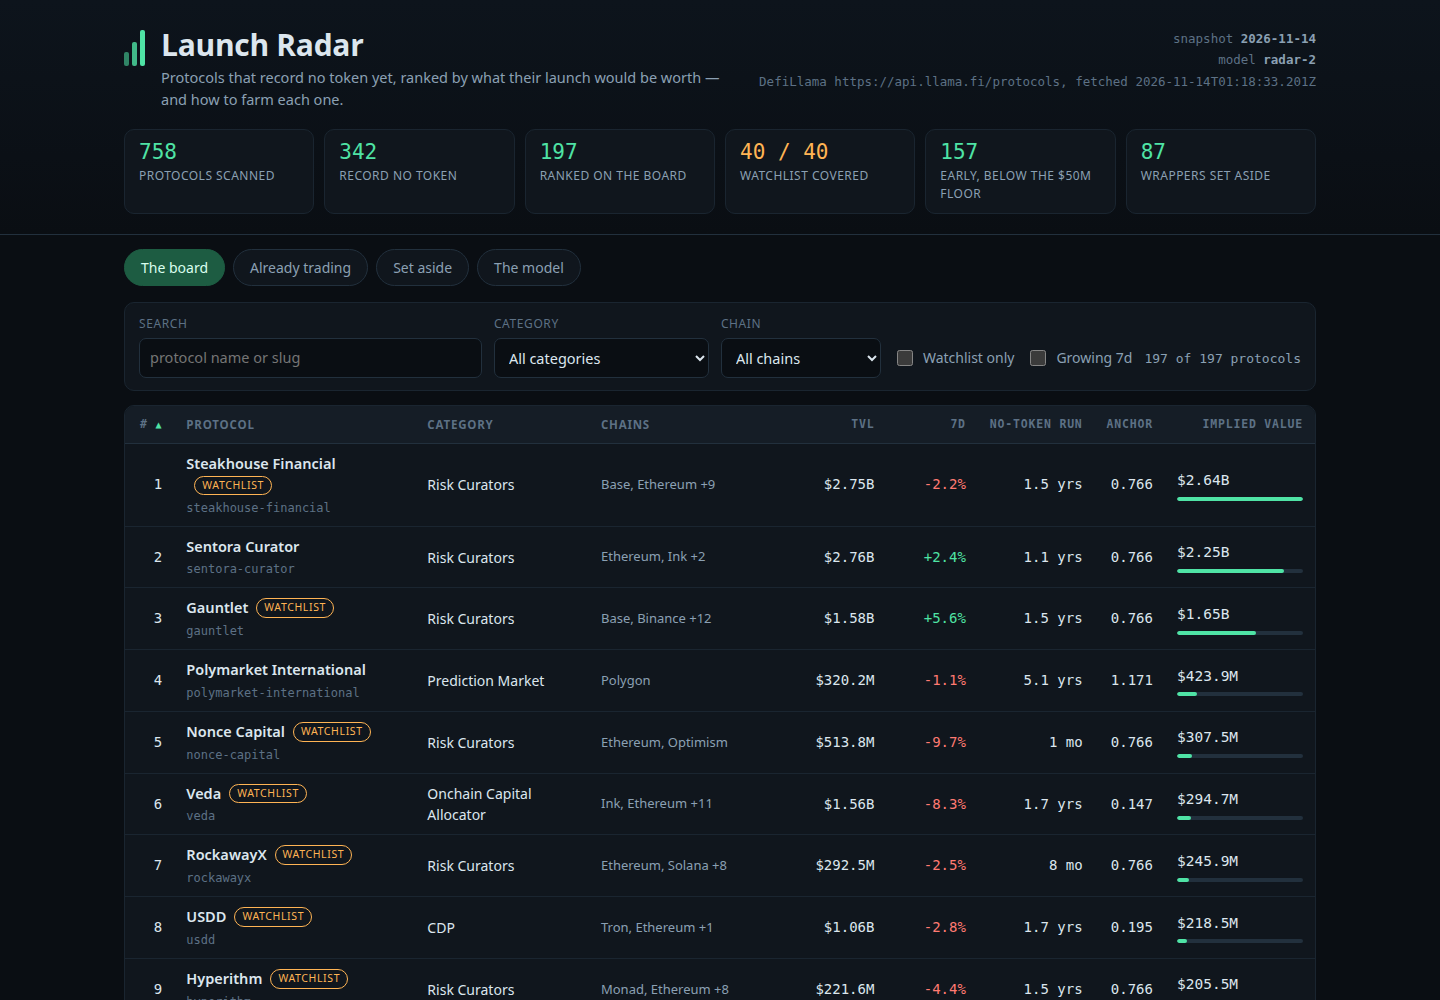 Launch Radar
Protocols that record no token yet, ranked by what their launch would be worth —
and how to farm each one.
snapshot 2026-11-14
model radar-2
DefiLlama https://api.llama.fi/protocols, fetched 2026-11-14T01:18:33.201Z
758
PROTOCOLS SCANNED
342
RECORD NO TOKEN
197
RANKED ON THE BOARD
40 / 40
WATCHLIST COVERED
157
EARLY, BELOW THE $50M
FLOOR
87
WRAPPERS SET ASIDE
The board
Already trading
Set aside
The model
SEARCH
protocol name or slug
CATEGORY
All categories
CHAIN
All chains
Watchlist only
Growing 7d
197 of 197 protocols
# ▲ PROTOCOL CATEGORY CHAINS TVL 7D NO-TOKEN RUN ANCHOR IMPLIED VALUE
1 Steakhouse Financial WATCHLIST
steakhouse-financial
Risk Curators Base, Ethereum +9 $2.75B -2.2% 1.5 yrs 0.766 $2.64B
2 Sentora Curator
sentora-curator
Risk Curators Ethereum, Ink +2 $2.76B +2.4% 1.1 yrs 0.766 $2.25B
3 Gauntlet WATCHLIST
gauntlet
Risk Curators Base, Binance +12 $1.58B +5.6% 1.5 yrs 0.766 $1.65B
4 Polymarket International
polymarket-international
Prediction Market Polygon $320.2M -1.1% 5.1 yrs 1.171 $423.9M
5 Nonce Capital WATCHLIST
nonce-capital
Risk Curators Ethereum, Optimism $513.8M -9.7% 1 mo 0.766 $307.5M
6 Veda WATCHLIST
veda
Onchain Capital
Allocator
Ink, Ethereum +11 $1.56B -8.3% 1.7 yrs 0.147 $294.7M
7 RockawayX WATCHLIST
rockawayx
Risk Curators Ethereum, Solana +8 $292.5M -2.5% 8 mo 0.766 $245.9M
8 USDD WATCHLIST
usdd
CDP Tron, Ethereum +1 $1.06B -2.8% 1.7 yrs 0.195 $218.5M
9 Hyperithm WATCHLIST
Risk Curators Monad, Ethereum +8 $221.6M -4.4% 1.5 yrs 0.766 $205.5M